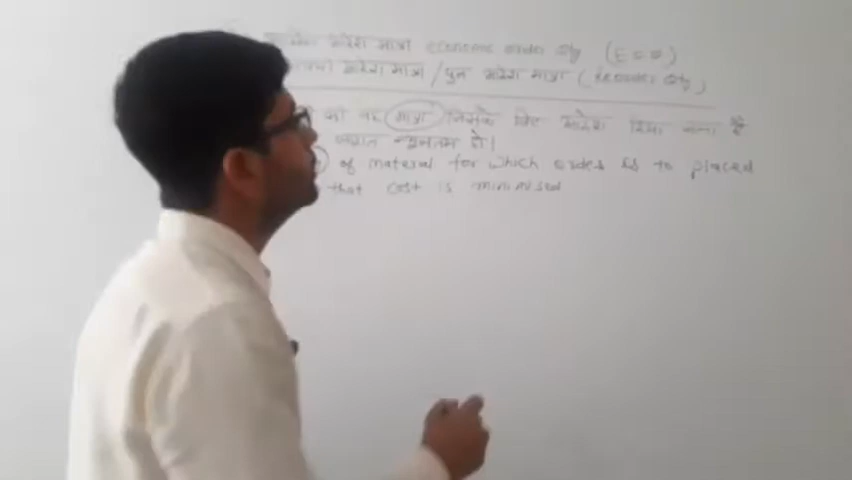 आदेश मात्रा economic order Qty (EOQ)
आदेश मात्रा / पुनः आदेश मात्रा (Reorder Qty)
की वह मात्रा जिसके लिए आदेश दिया जाता है
लागत न्यूनतम हो।
of material for which order is to placed
that cost is minimised